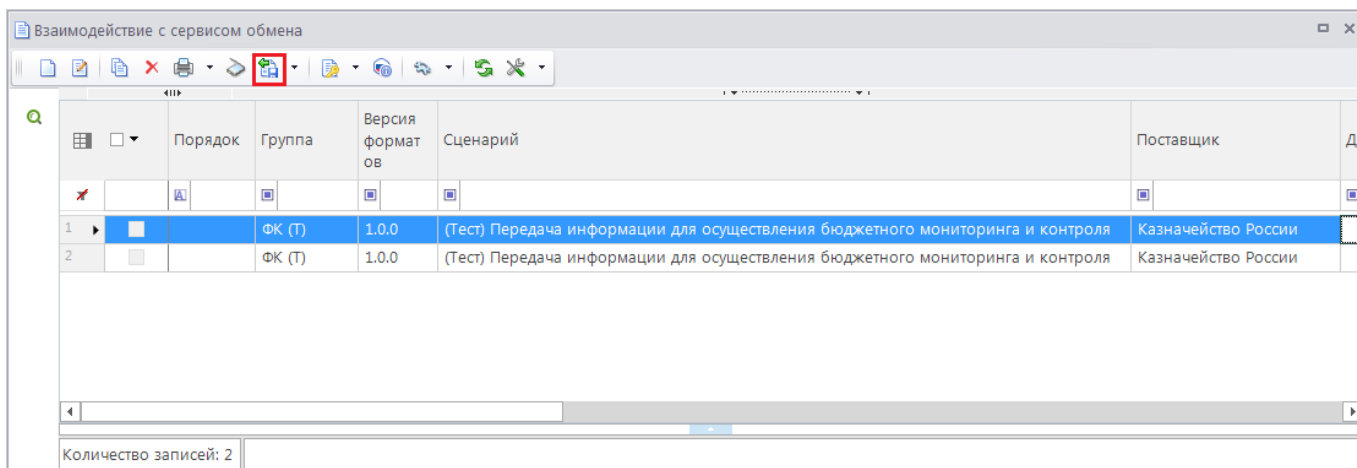 Взаимодействие с сервисом обмена
Порядок Группа Версия формат ов Сценарий Поставщик Д
1 ФК (Т) 1.0.0 (Тест) Передача информации для осуществления бюджетного мониторинга и контроля Казначейство России
2 ФК (Т) 1.0.0 (Тест) Передача информации для осуществления бюджетного мониторинга и контроля Казначейство России
Количество записей: 2